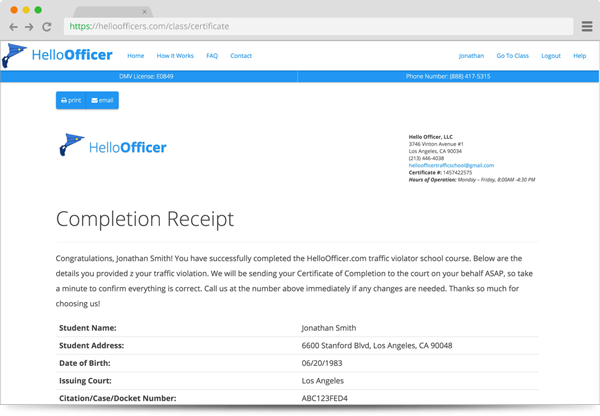 https://helloofficers.com/class/certificate
HelloOfficer Home How It Works FAQ Contact Jonathan Go To Class Logout Help
DMV License: E0849 Phone Number: (888) 417-5315
print email
HelloOfficer
Hello Officer, LLC
3746 Vinton Avenue #1
Los Angeles, CA 90034
(213) 446-4038
helloofficertrafficschool@gmail.com
Certificate #: 1457422575
Hours of Operation: Monday – Friday, 8:00AM -4:30 PM
Completion Receipt
Congratulations, Jonathan Smith! You have successfully completed the HelloOfficer.com traffic violator school course. Below are the
details you provided z your traffic violation. We will be sending your Certificate of Completion to the court on your behalf ASAP, so take
a minute to confirm everything is correct. Call us at the number above immediately if any changes are needed. Thanks so much for
choosing us!
Student Name: Jonathan Smith
Student Address: 6600 Stanford Blvd, Los Angeles, CA 90048
Date of Birth: 06/20/1983
Issuing Court: Los Angeles
Citation/Case/Docket Number: ABC123FED4